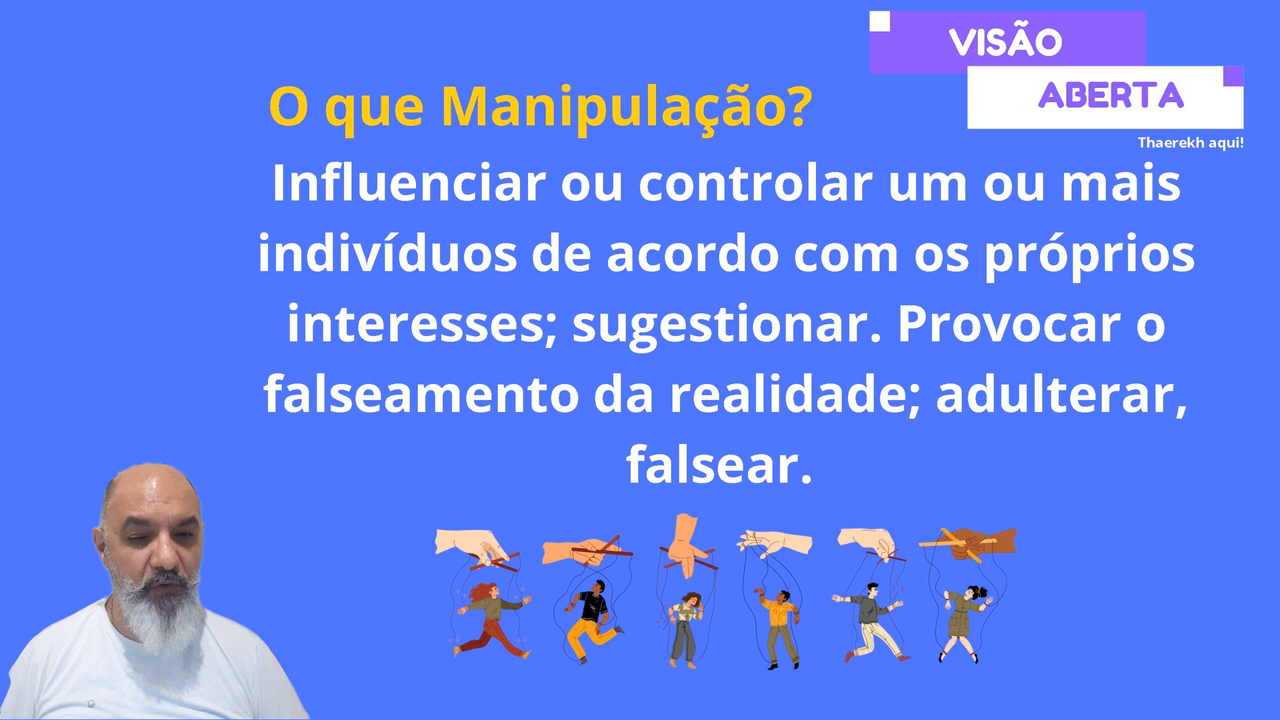 VISÃO
ABERTA
Thaerekh aqui!
O que Manipulação?
Influenciar ou controlar um ou mais
indivíduos de acordo com os próprios
interesses; sugestionar. Provocar o
falseamento da realidade; adulterar,
falsear.